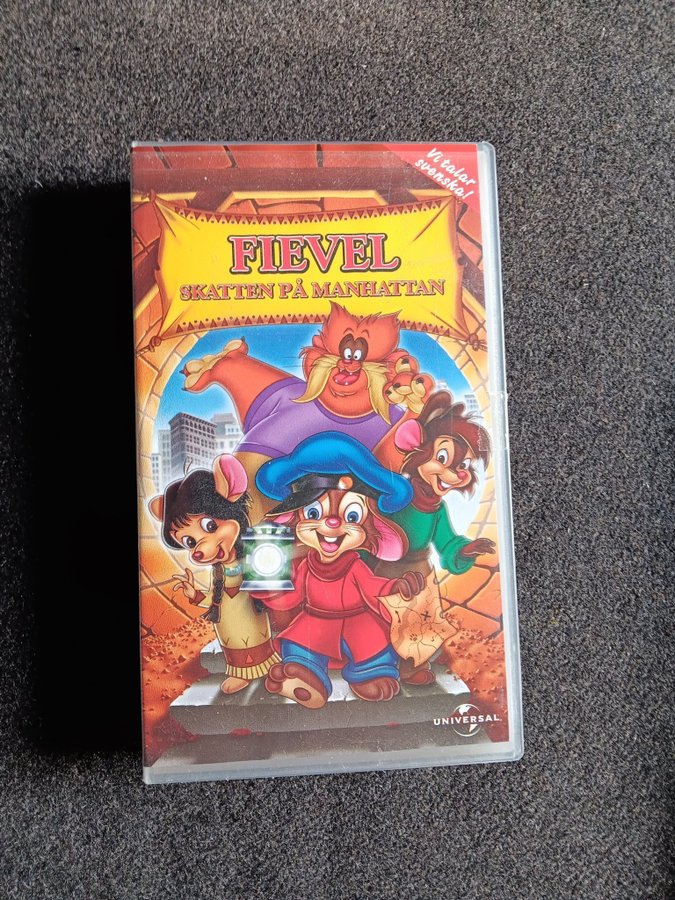 Vi talar
svenska!
FIEVEL
SKATTEN PÅ MANHATTAN
UNIVERSAL